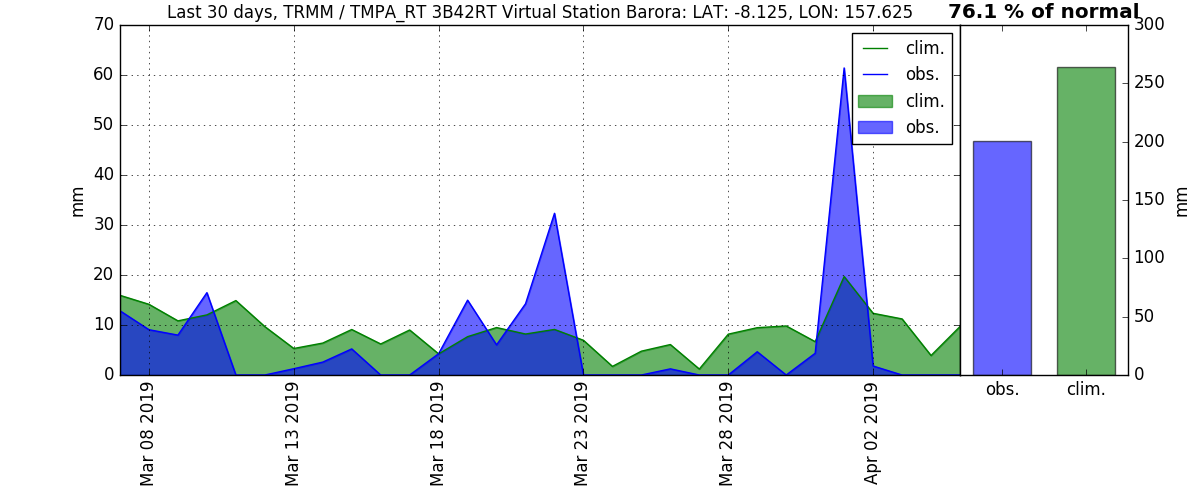 Last 30 days, TRMM / TMPA_RT 3B42RT Virtual Station Barora: LAT: -8.125, LON: 157.625
76.1 % of normal
clim.
obs.
clim.
obs.
70
60
50
40
30
20
10
0
mm
Mar 08 2019
Mar 13 2019
Mar 18 2019
Mar 23 2019
Mar 28 2019
Apr 02 2019
300
250
200
150
100
50
0
mm
obs.
clim.